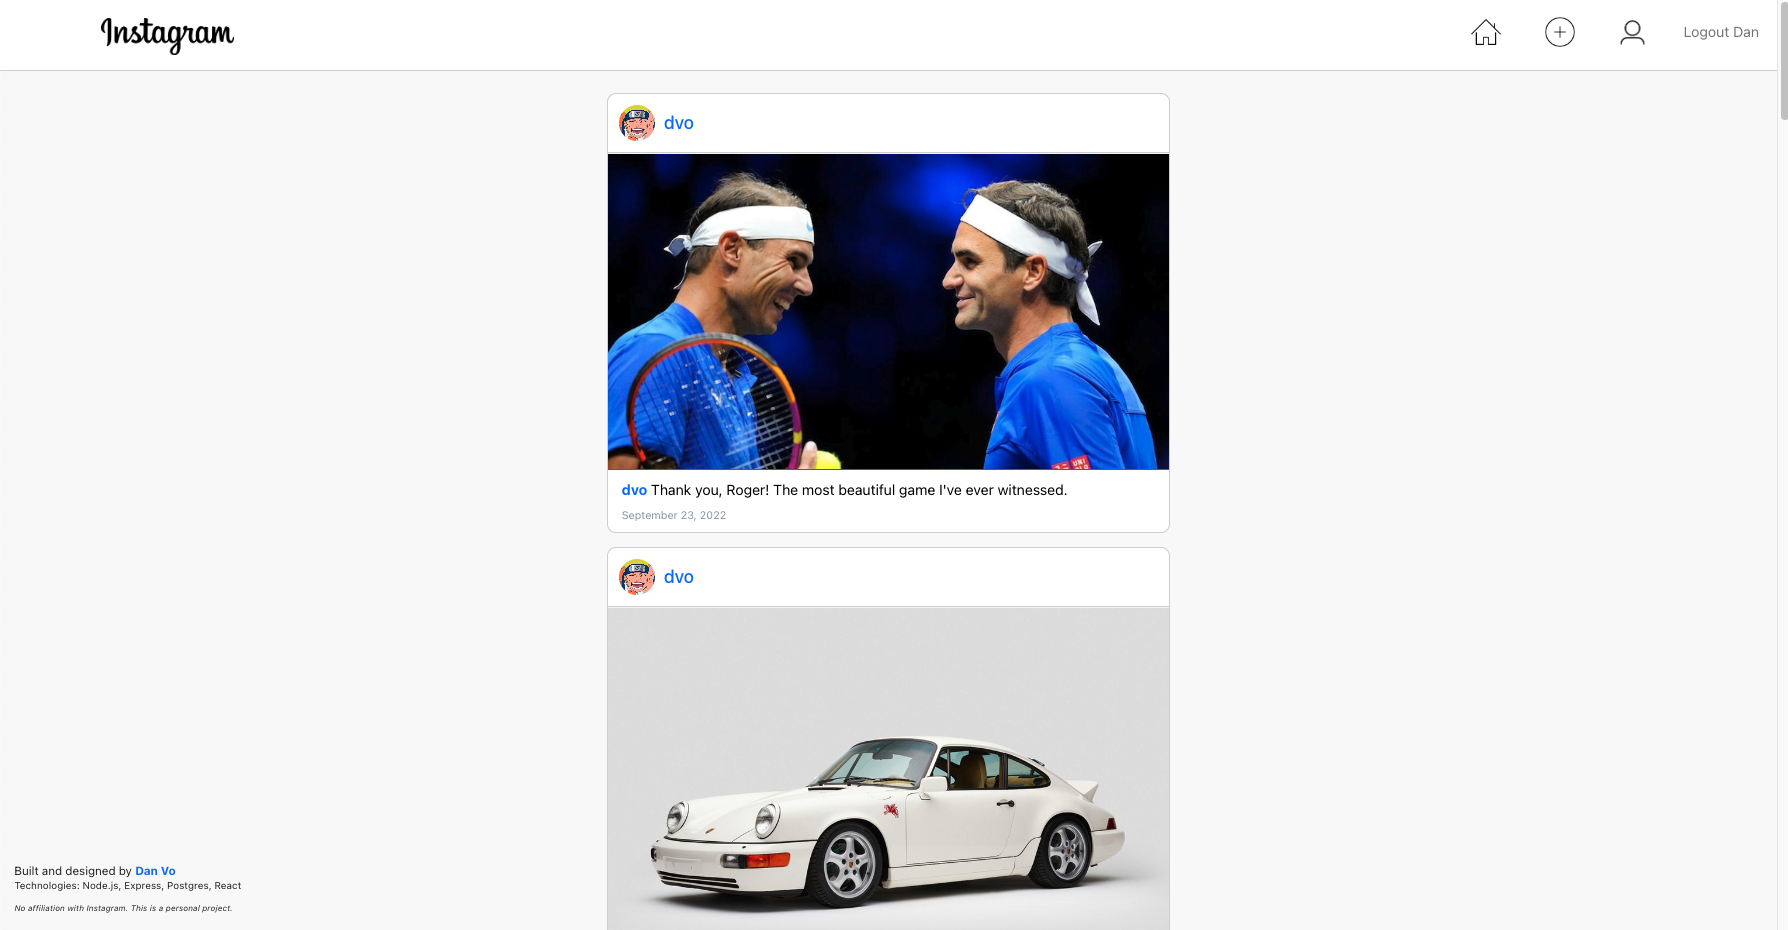 Instagram
Logout Dan
dvo
UNI
dvo Thank you, Roger! The most beautiful game I've ever witnessed.
September 23, 2022
dvo
Built and designed by Dan Vo
Technologies: Node.js, Express, Postgres, React
No affiliation with Instagram. This is a personal project.